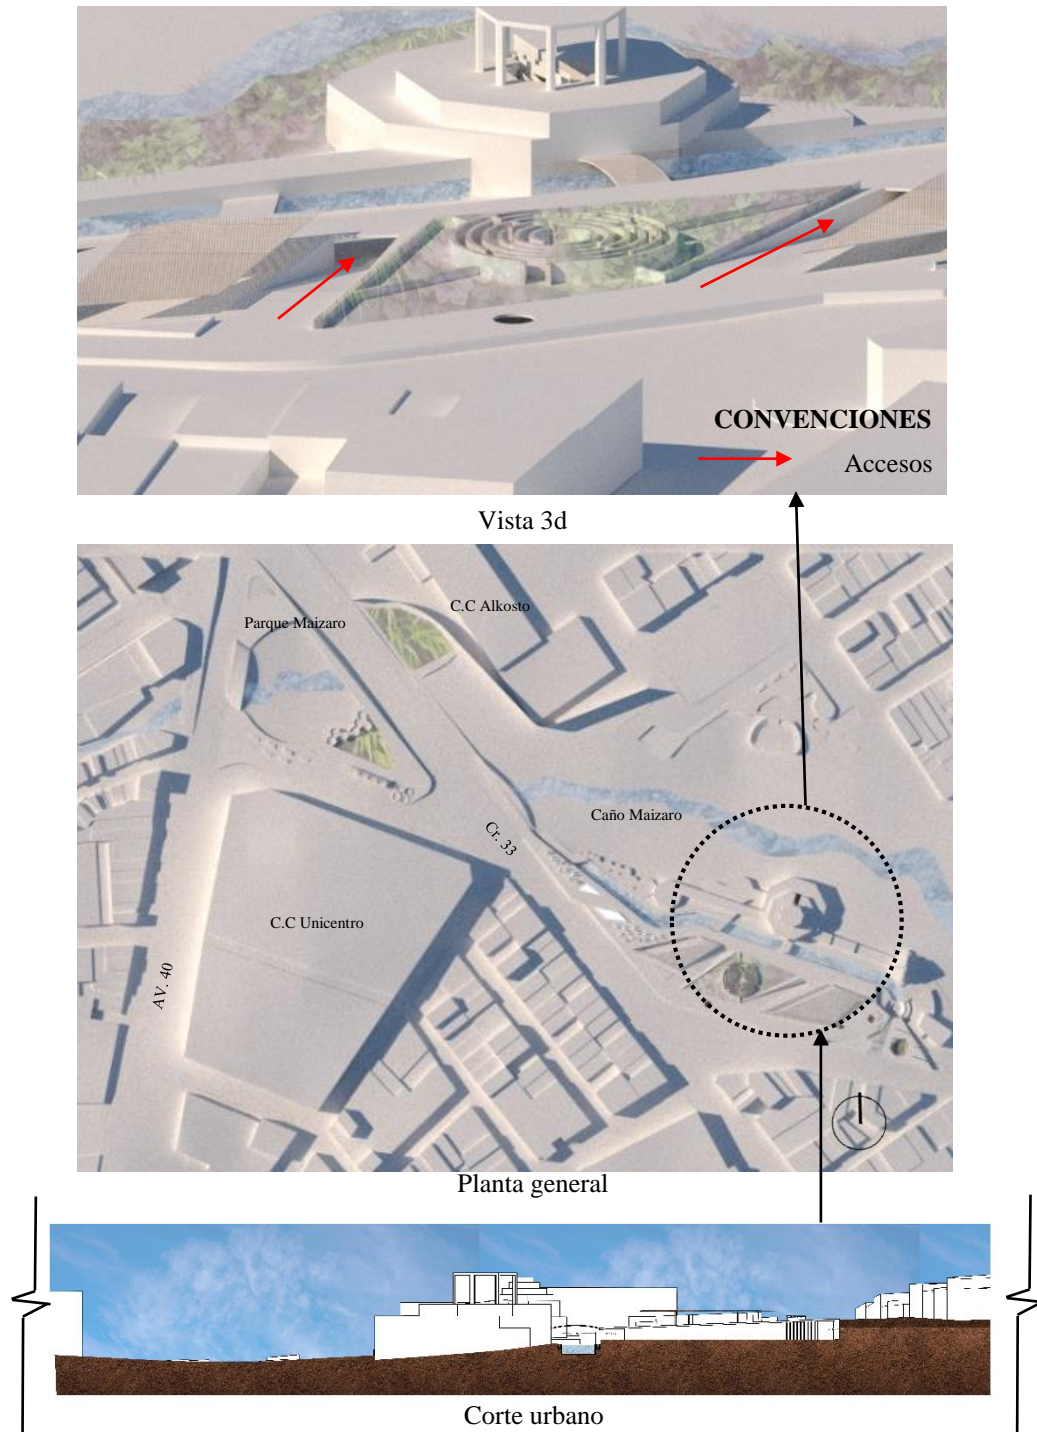 CONVENCIONES
Accesos
Vista 3d
C.C Alkosto
Parque Maizaro
Caño Maizaro
Cr. 33
C.C Unicentro
AV. 40
Planta general
Corte urbano